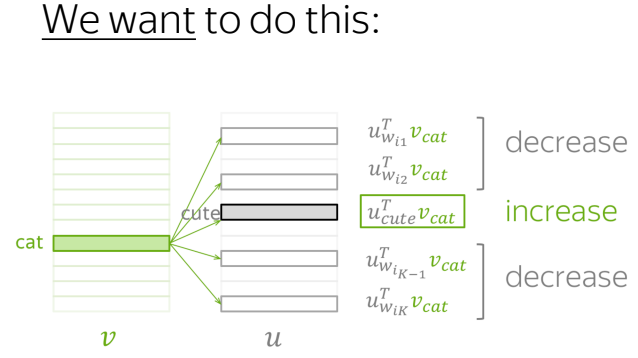 We want to do this:
u_{w_{i1}}^T v_{cat}
decrease
u_{w_{i2}}^T v_{cat}
cute
u_{cute}^T v_{cat}
increase
cat
u_{w_{i_{K-1}}}^T v_{cat}
decrease
u_{w_{iK}}^T v_{cat}
v
u